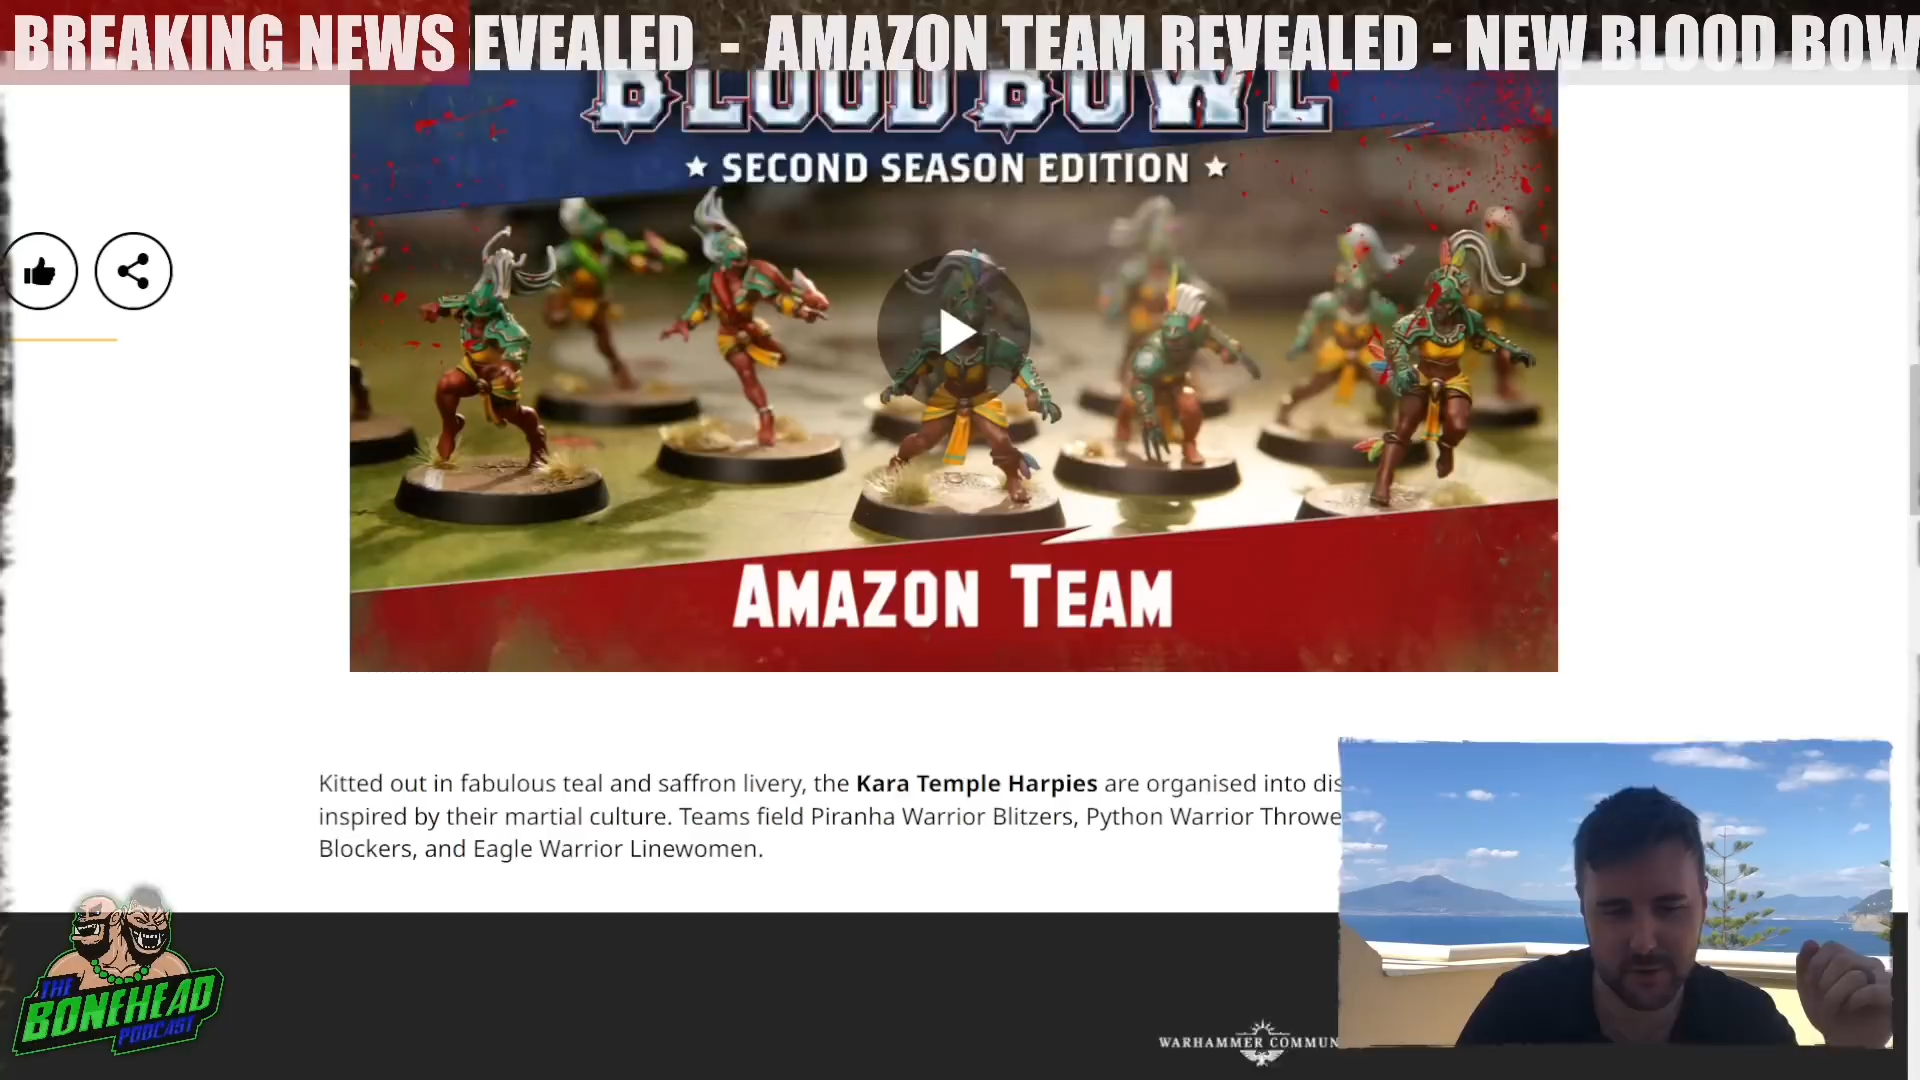 BREAKING NEWS EVEALED - AMAZON TEAM REVEALED - NEW BLOOD BOW
BLOOD BOWL
SECOND SEASON EDITION
AMAZON TEAM
Kitted out in fabulous teal and saffron livery, the Kara Temple Harpies are organised into dis
inspired by their martial culture. Teams field Piranha Warrior Blitzers, Python Warrior Throwe
Blockers, and Eagle Warrior Linewomen.
THE
BONEHEAD
PODCAST
WARHAMMER COMMUN